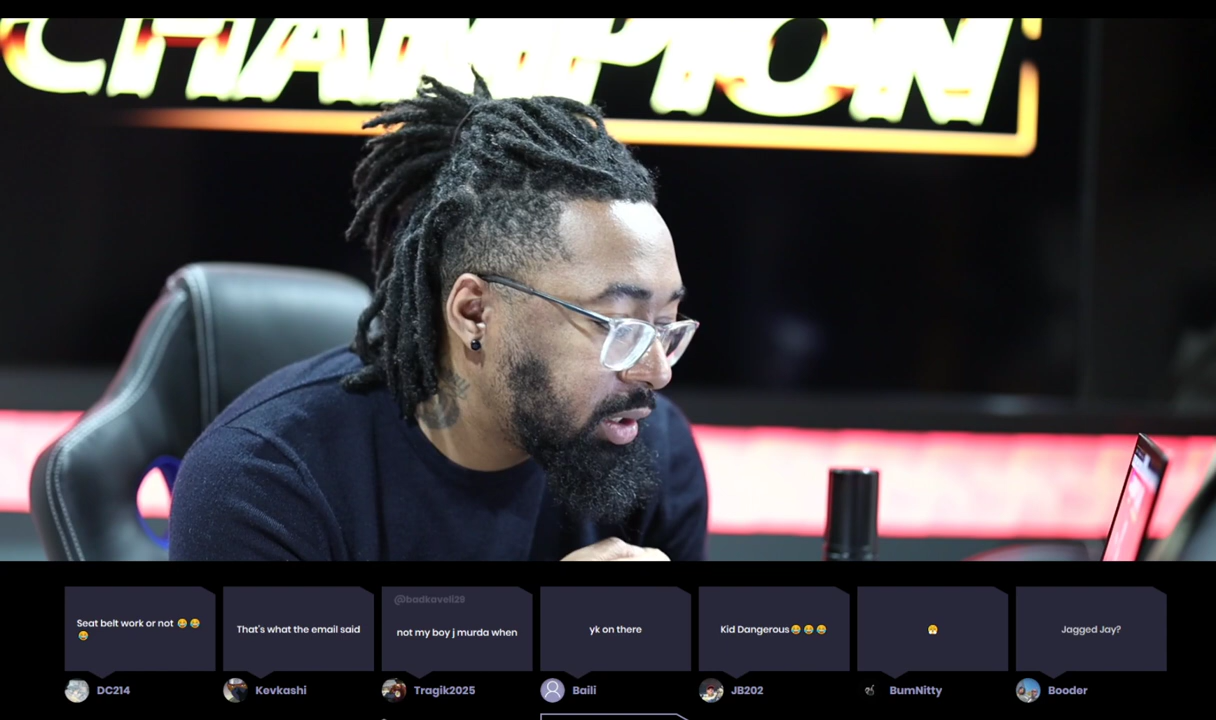 CHAMPION
Seat belt work or not 😂😂
😂
That's what the email said
@badkaveli29
not my boy j murda when
yk on there
Kid Dangerous😂😂😂
😤
Jagged Jay?
DC214
Kevkashi
Tragik2025
Baili
JB202
BumNitty
Booder